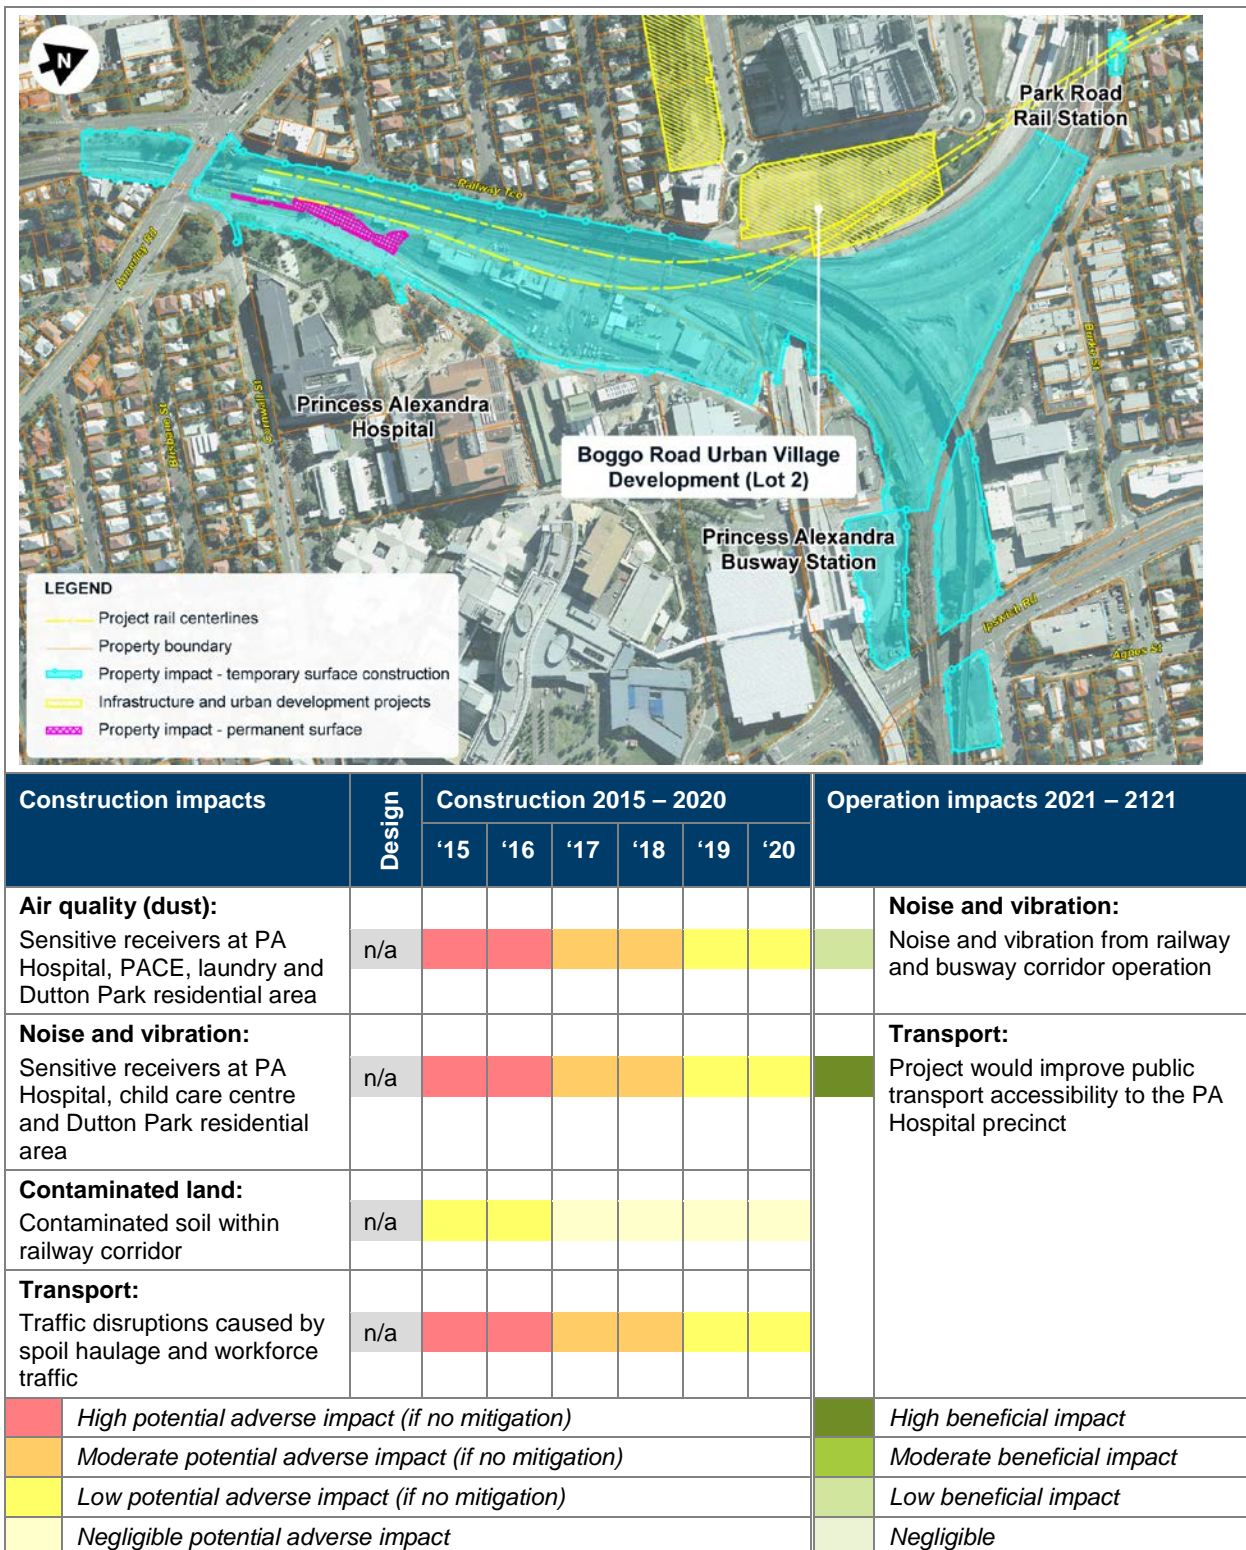 N
Park Road
Rail Station
Railway Tce
Annerley Rd
Burke St
Cornwall St
Brisbane St
Princess Alexandra
Hospital
Boggo Road Urban Village
Development (Lot 2)
Princess Alexandra
Busway Station
Ipswich Rd
Agnes St
LEGEND
Project rail centerlines
Property boundary
Property impact - temporary surface construction
Infrastructure and urban development projects
Property impact - permanent surface
Construction impacts
Design
Construction 2015 – 2020
Operation impacts 2021 – 2121
‘15 ‘16 ‘17 ‘18 ‘19 ‘20
Air quality (dust):
Sensitive receivers at PA
Hospital, PACE, laundry and
Dutton Park residential area
n/a
Noise and vibration:
Noise and vibration from railway
and busway corridor operation
Noise and vibration:
Sensitive receivers at PA
Hospital, child care centre
and Dutton Park residential
area
n/a
Transport:
Project would improve public
transport accessibility to the PA
Hospital precinct
Contaminated land:
Contaminated soil within
railway corridor
n/a
Transport:
Traffic disruptions caused by
spoil haulage and workforce
traffic
n/a
High potential adverse impact (if no mitigation)
High beneficial impact
Moderate potential adverse impact (if no mitigation)
Moderate beneficial impact
Low potential adverse impact (if no mitigation)
Low beneficial impact
Negligible potential adverse impact
Negligible